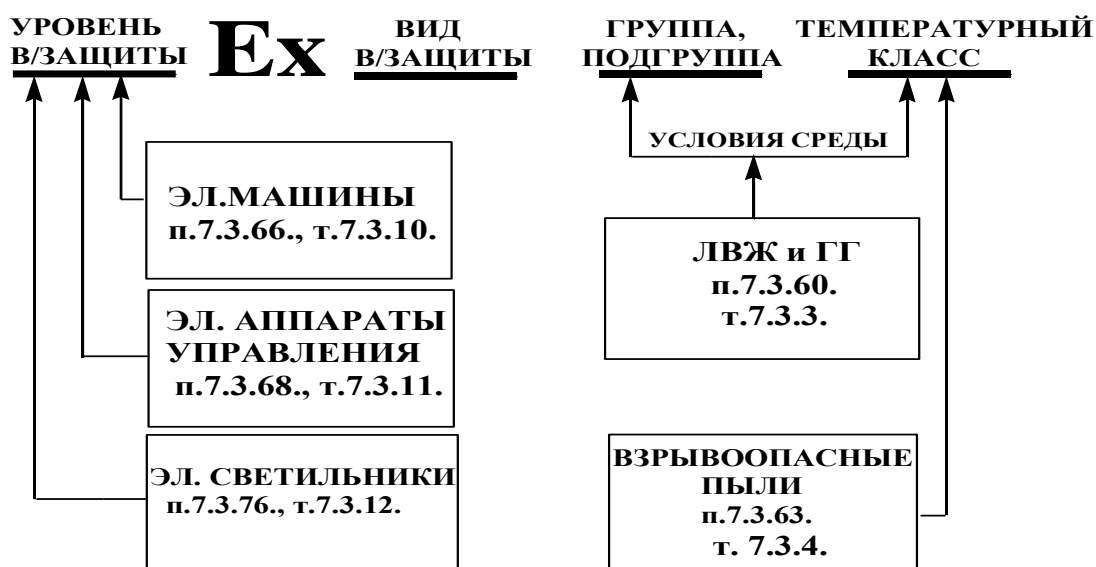 УРОВЕНЬ
В/ЗАЩИТЫ
Ex
ВИД
В/ЗАЩИТЫ
ГРУППА,
ПОДГРУППА
ТЕМПЕРАТУРНЫЙ
КЛАСС
УСЛОВИЯ СРЕДЫ
ЭЛ.МАШИНЫ
п.7.3.66., т.7.3.10.
ЛВЖ и ГГ
п.7.3.60.
т.7.3.3.
ЭЛ. АППАРАТЫ
УПРАВЛЕНИЯ
п.7.3.68., т.7.3.11.
ЭЛ. СВЕТИЛЬНИКИ
п.7.3.76., т.7.3.12.
ВЗРЫВООПАСНЫЕ
ПЫЛИ
п.7.3.63.
т. 7.3.4.